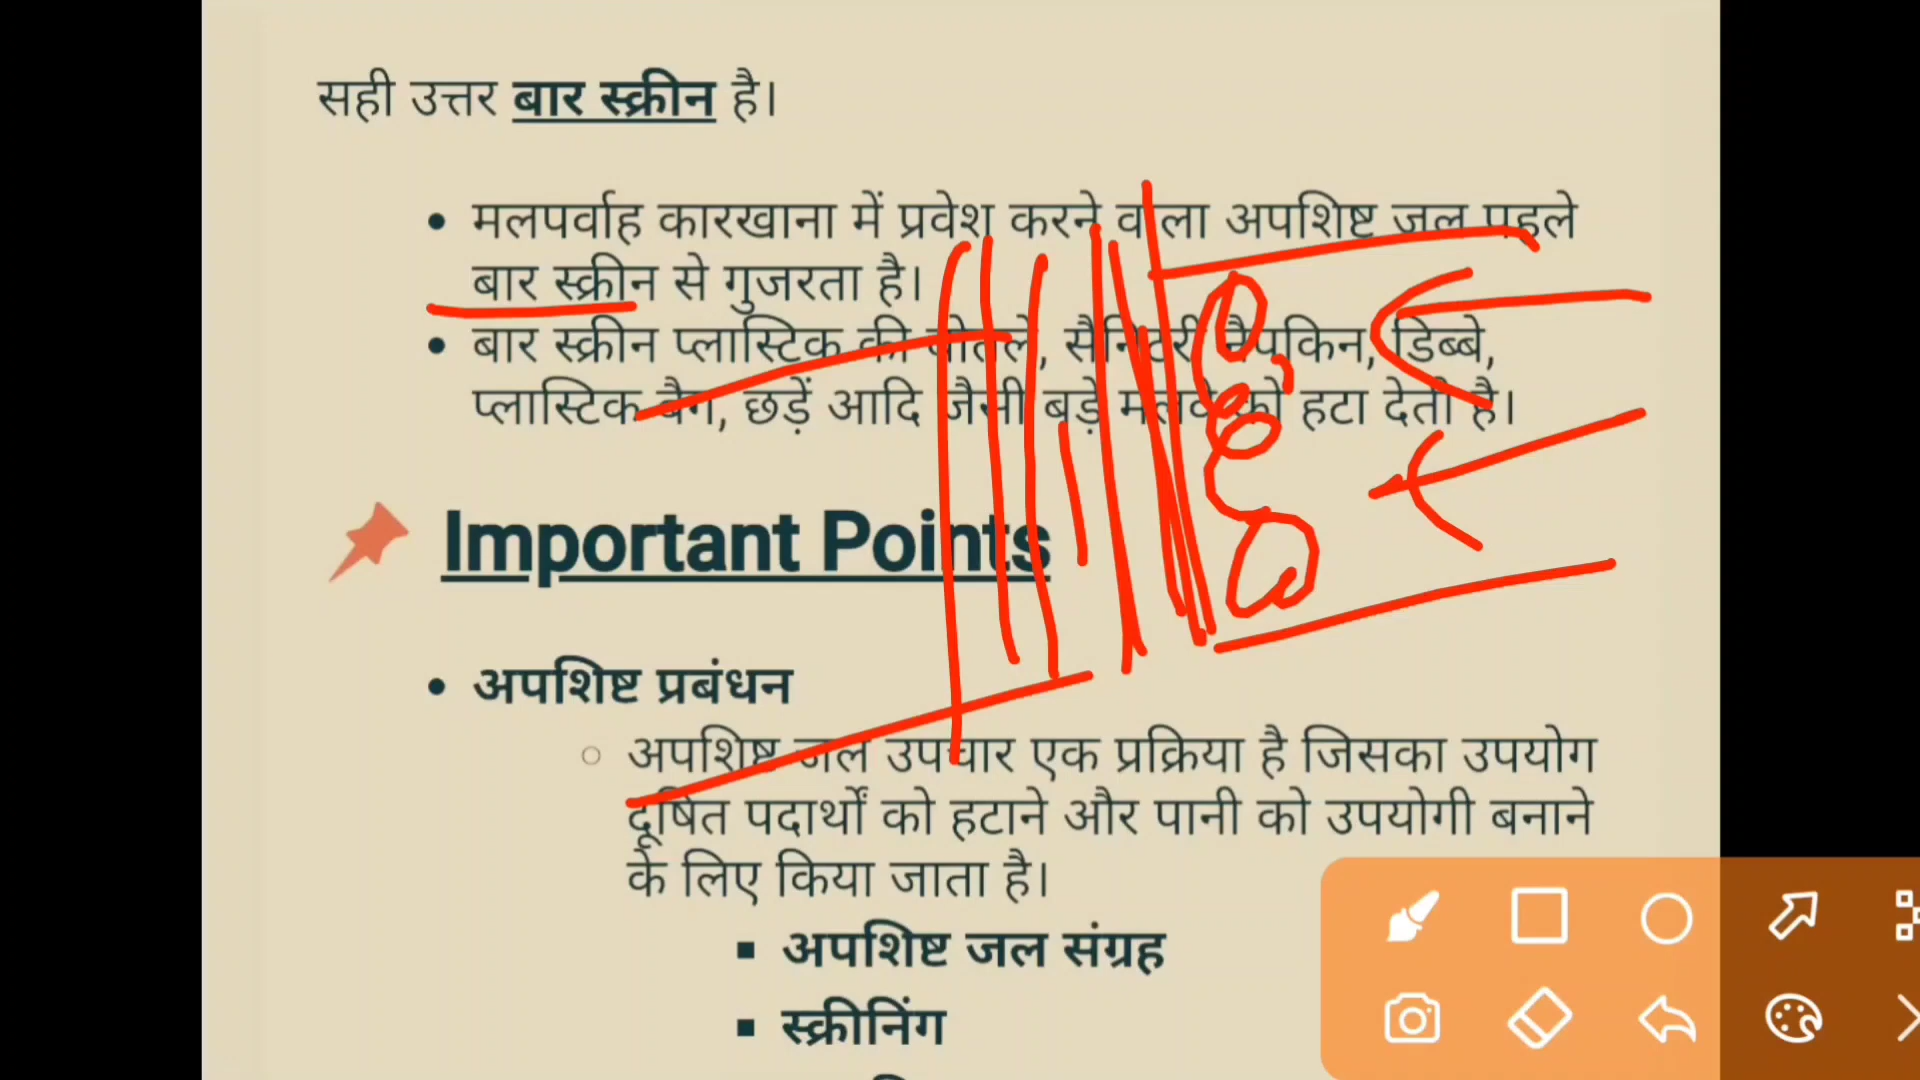 सही उत्तर बार स्क्रीन है।
• मलपर्वाह कारखाना में प्रवेश करने वाला अपशिष्ट जल पहले
बार स्क्रीन से गुजरता है।
• बार स्क्रीन प्लास्टिक की बोतलें, सैनिटरी नैपकिन, डिब्बे,
प्लास्टिक बैग, छड़ें आदि जैसी बड़े मलवे को हटा देती है।
Important Points
• अपशिष्ट प्रबंधन
○ अपशिष्ट जल उपचार एक प्रक्रिया है जिसका उपयोग
दूषित पदार्थों को हटाने और पानी को उपयोगी बनाने
के लिए किया जाता है।
▪ अपशिष्ट जल संग्रह
▪ स्क्रीनिंग